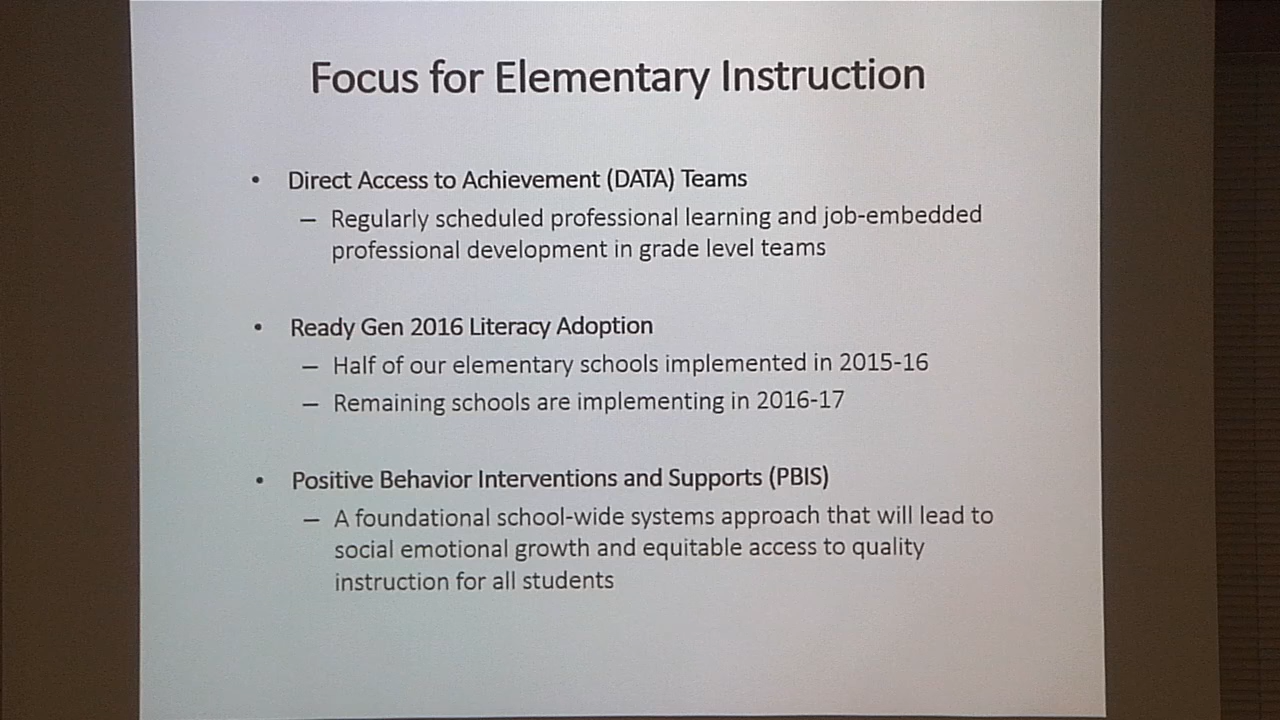 Focus for Elementary Instruction
• Direct Access to Achievement (DATA) Teams
– Regularly scheduled professional learning and job-embedded
professional development in grade level teams
• Ready Gen 2016 Literacy Adoption
– Half of our elementary schools implemented in 2015-16
– Remaining schools are implementing in 2016-17
• Positive Behavior Interventions and Supports (PBIS)
– A foundational school-wide systems approach that will lead to
social emotional growth and equitable access to quality
instruction for all students